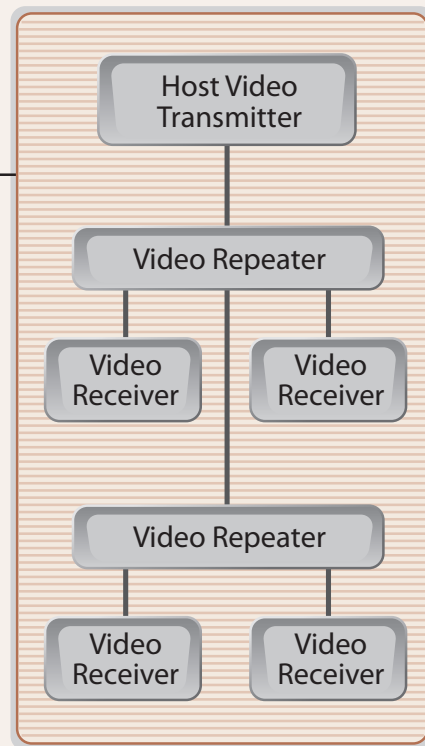 Host Video
Transmitter
Video Repeater
Video
Receiver
Video
Receiver
Video Repeater
Video
Receiver
Video
Receiver